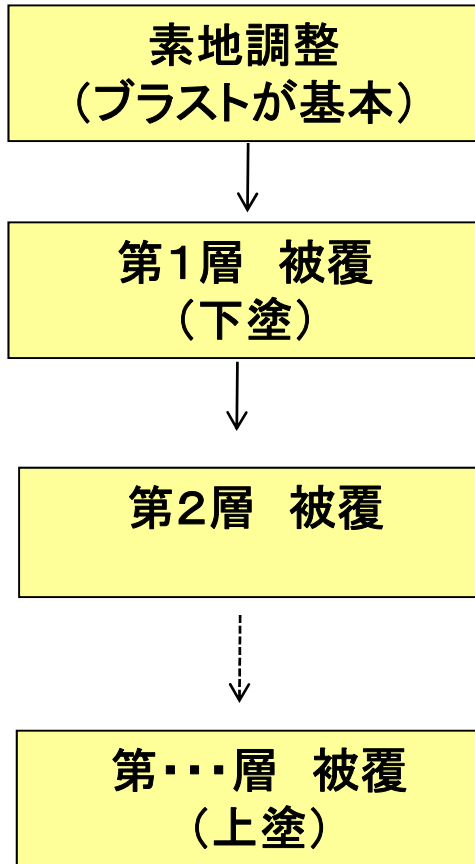 素地調整
（ブラストが基本）
第１層　被覆
（下塗）
第２層　被覆
第・・・層　被覆
（上塗）